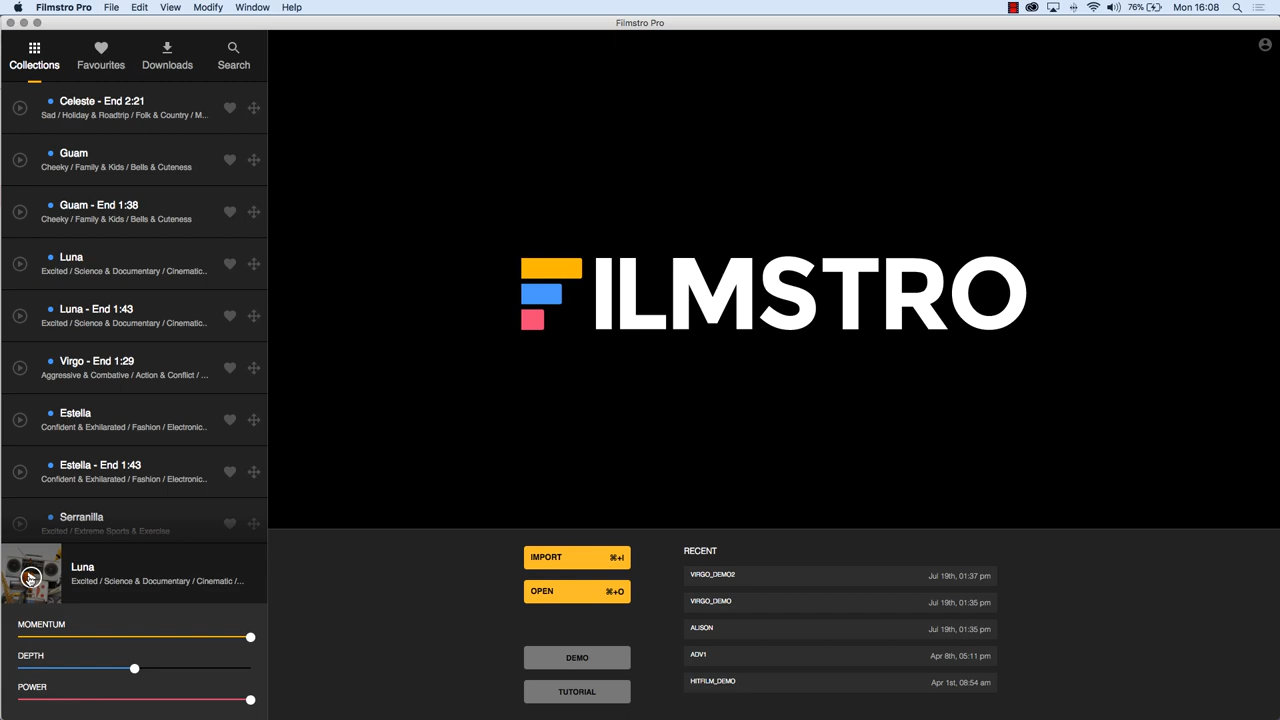 Filmstro Pro File Edit View Modify Window Help 76% Mon 16:08
Filmstro Pro
Collections Favourites Downloads Search
Celeste - End 2:21
Sad / Holiday & Roadtrip / Folk & Country / M...
Guam
Cheeky / Family & Kids / Bells & Cuteness
Guam - End 1:38
Cheeky / Family & Kids / Bells & Cuteness
Luna
Excited / Science & Documentary / Cinematic..
Luna - End 1:43
Excited / Science & Documentary / Cinematic..
Virgo - End 1:29
Aggressive & Combative / Action & Conflict / ...
Estella
Confident & Exhilarated / Fashion / Electronic..
Estella - End 1:43
Confident & Exhilarated / Fashion / Electronic..
Serranilla
Excited / Extreme Sports & Exercise
Luna
Excited / Science & Documentary / Cinematic /...
MOMENTUM
DEPTH
POWER
FILMSTRO
IMPORT ⌘+I
OPEN ⌘+O
DEMO
TUTORIAL
RECENT
VIRGO_DEMO2 Jul 19th, 01:37 pm
VIRGO_DEMO Jul 19th, 01:35 pm
ALISON Jul 19th, 01:35 pm
ADV1 Apr 8th, 05:11 pm
HITFILM_DEMO Apr 1st, 08:54 am